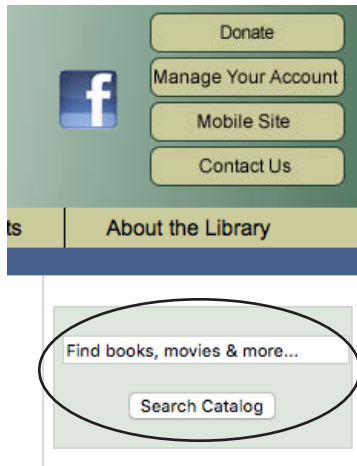 Donate
f
Manage Your Account
Mobile Site
Contact Us
ts
About the Library
Find books, movies & more...
Search Catalog